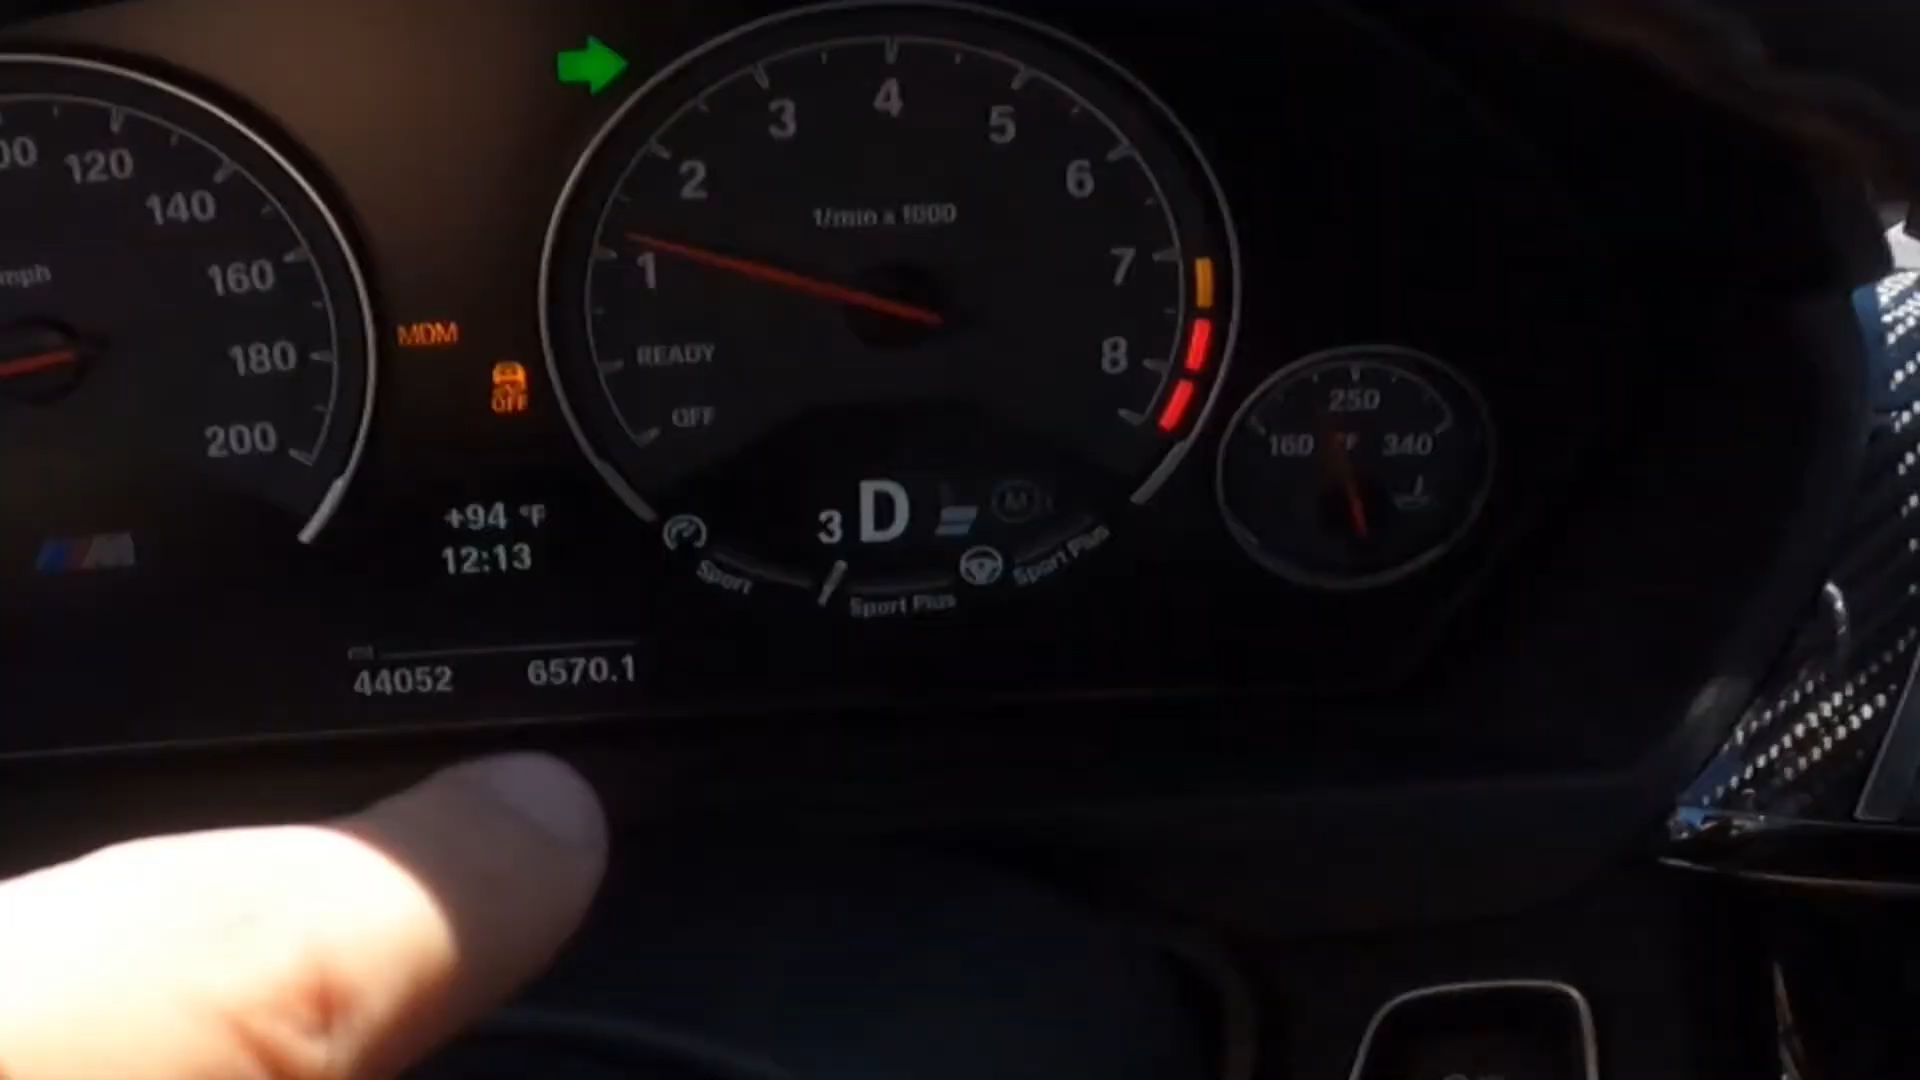 120
140
mph
160
180
200
MDM
OFF
+94 °F
12:13
44052 6570.1
1
2
3
4
5
6
7
8
1/min x 1000
READY
OFF
3 D
M
Sport
Sport Plus
Sport Plus
160
250
°F
340